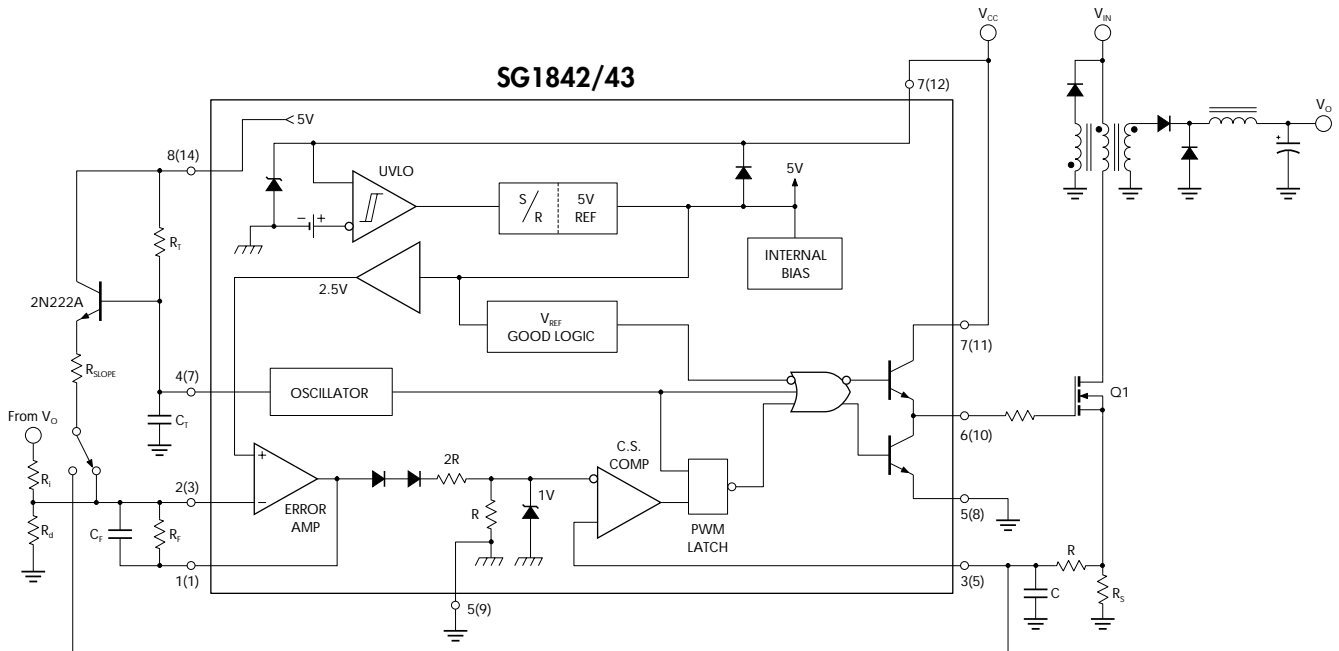 V_CC
V_IN
SG1842/43
7(12)
V_O
5V
8(14)
UVLO
5V
S/R
5V
REF
− +
+
R_T
INTERNAL
BIAS
2.5V
2N222A
V_REF
GOOD LOGIC
7(11)
R_SLOPE
4(7)
OSCILLATOR
Q1
From V_O
C_T
6(10)
C.S.
COMP
2R
R_i
+
2(3)
−
1V
ERROR
AMP
R
5(8)
R_d
C_F
R_F
PWM
LATCH
R
1(1)
3(5)
C
R_S
5(9)